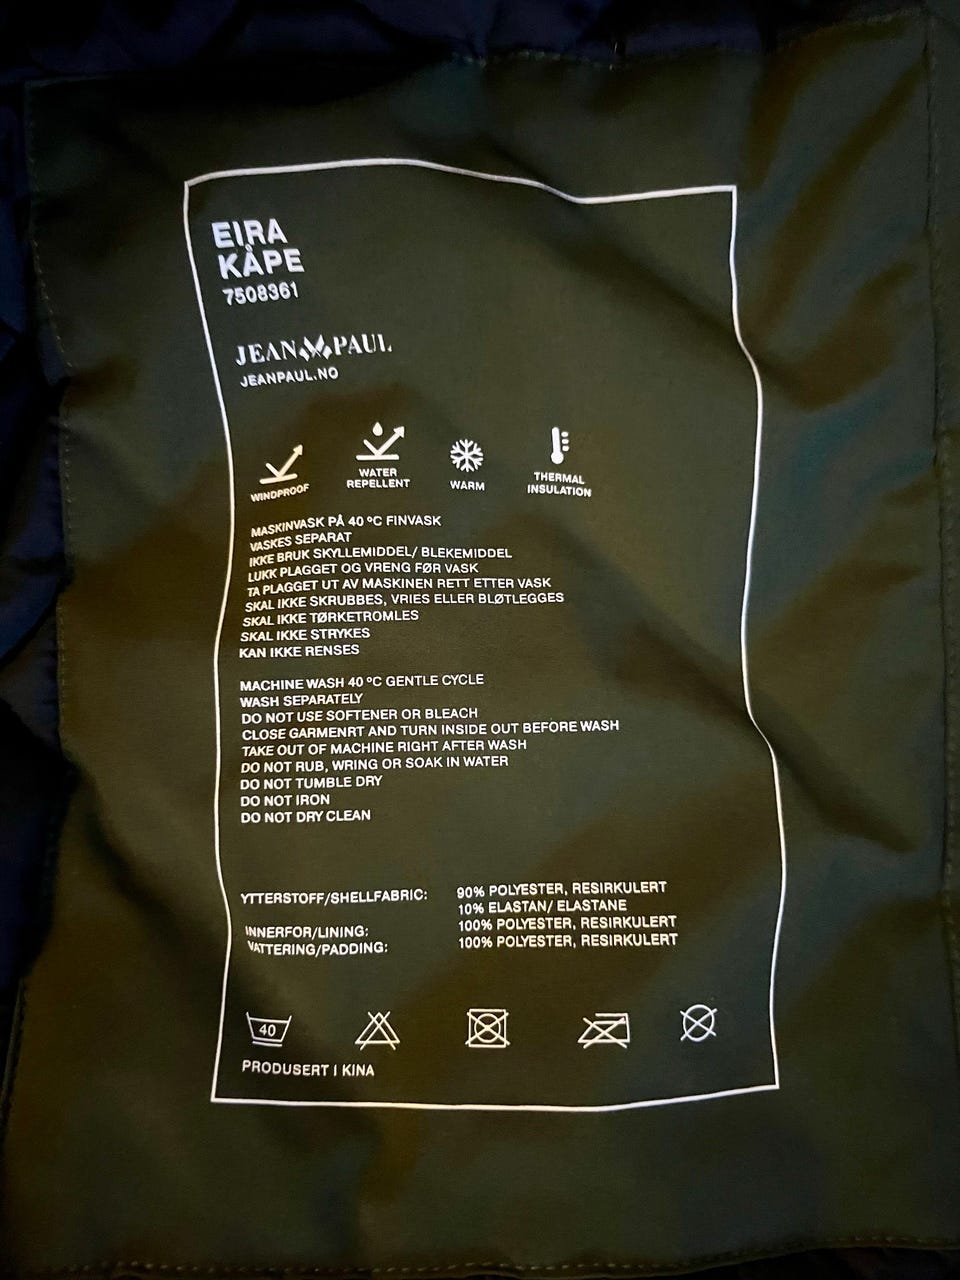 EIRA
KÅPE
7508361
JEAN PAUL
JEANPAUL.NO
WINDPROOF
WATER
REPELLENT
WARM
THERMAL
INSULATION
MASKINVASK PÅ 40 ºC FINVASK
VASKES SEPARAT
IKKE BRUK SKYLLEMIDDEL/ BLEKEMIDDEL
LUKK PLAGGET OG VRENG FØR VASK
TA PLAGGET UT AV MASKINEN RETT ETTER VASK
SKAL IKKE SKRUBBES, VRIES ELLER BLØTLEGGES
SKAL IKKE TØRKETROMLES
SKAL IKKE STRYKES
KAN IKKE RENSES
MACHINE WASH 40 ºC GENTLE CYCLE
WASH SEPARATELY
DO NOT USE SOFTENER OR BLEACH
CLOSE GARMENRT AND TURN INSIDE OUT BEFORE WASH
TAKE OUT OF MACHINE RIGHT AFTER WASH
DO NOT RUB, WRING OR SOAK IN WATER
DO NOT TUMBLE DRY
DO NOT IRON
DO NOT DRY CLEAN
YTTERSTOFF/SHELLFABRIC: 90% POLYESTER, RESIRKULERT
10% ELASTAN/ ELASTANE
INNERFOR/LINING: 100% POLYESTER, RESIRKULERT
VATTERING/PADDING: 100% POLYESTER, RESIRKULERT
40
PRODUSERT I KINA